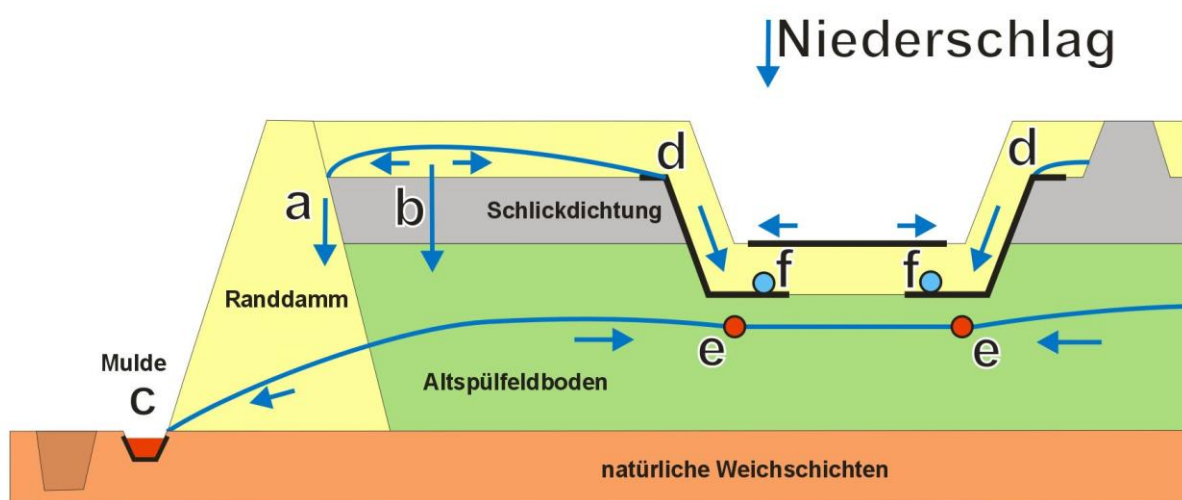 Niederschlag
d
d
a
b
Schlickdichtung
f
f
Randdamm
e
e
Mulde
c
Altspülfeldboden
natürliche Weichschichten